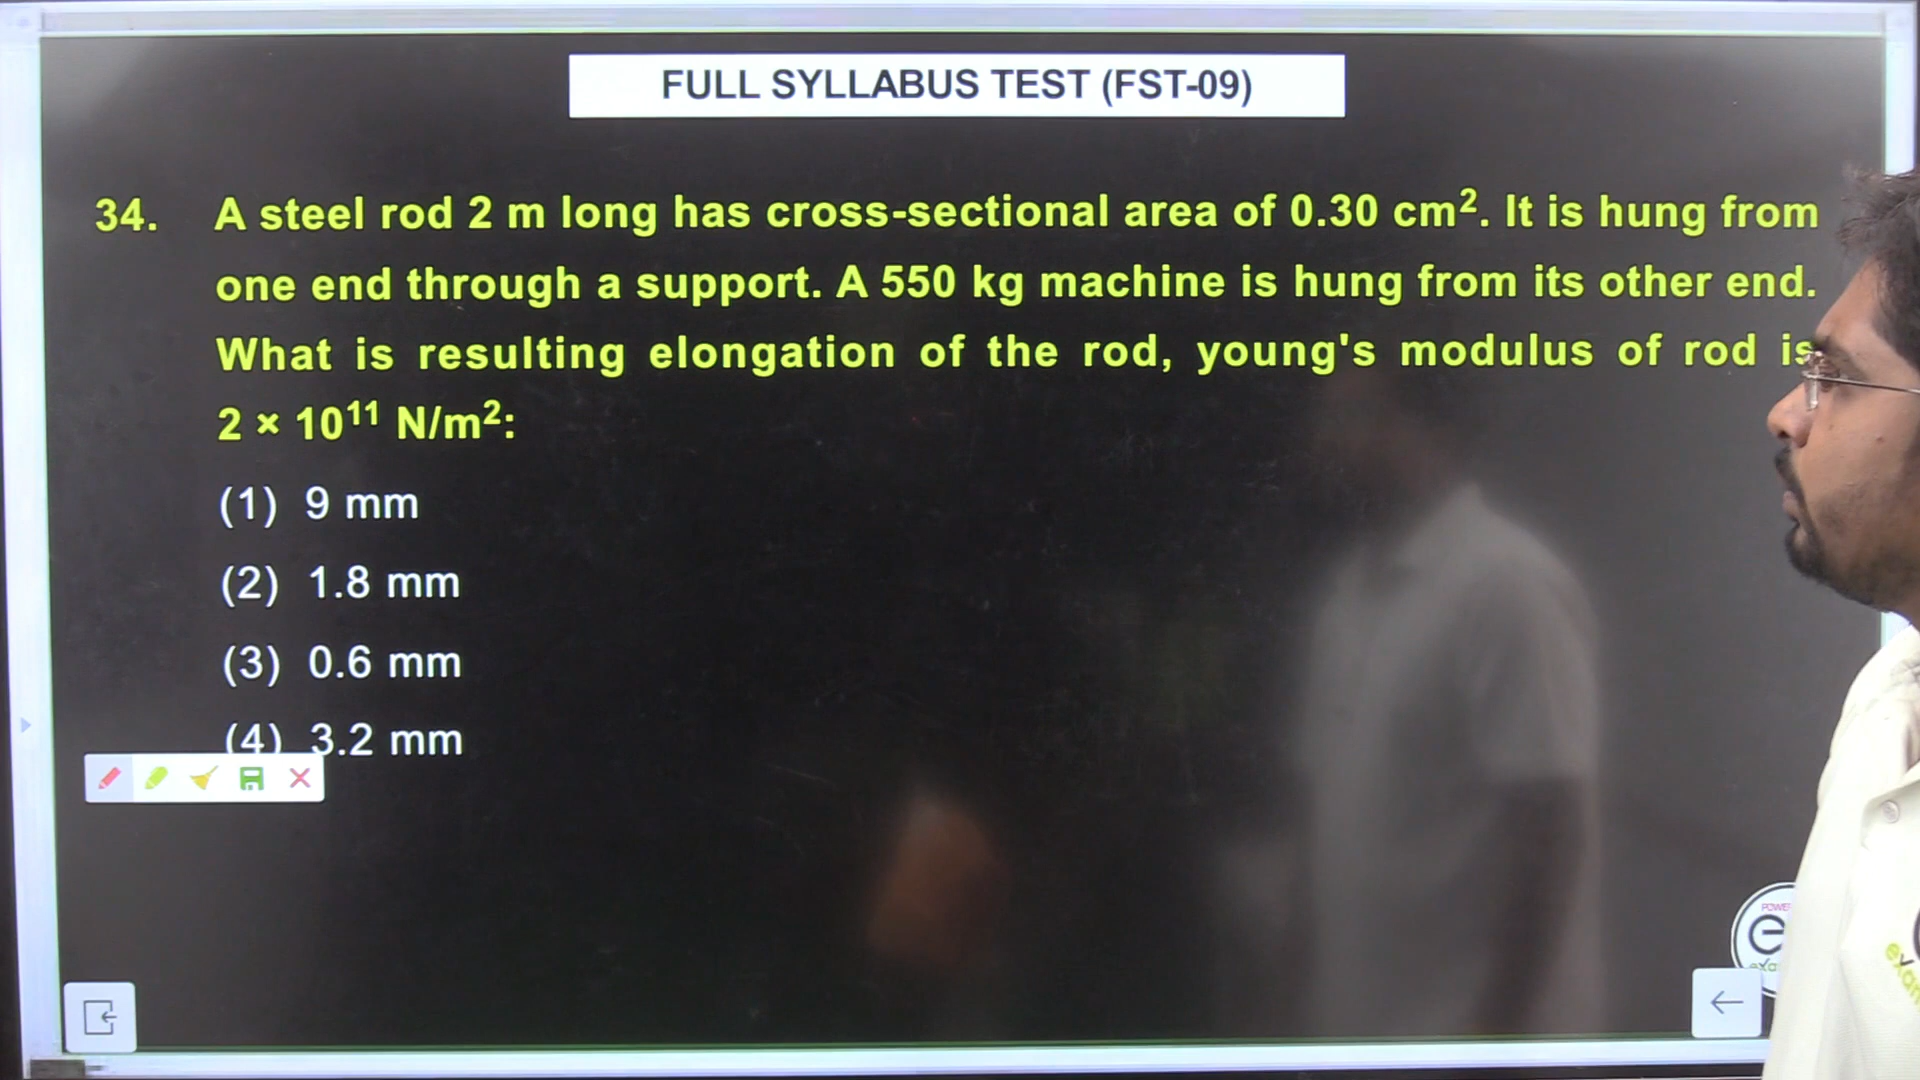 FULL SYLLABUS TEST (FST-09)
34. A steel rod 2 m long has cross-sectional area of 0.30 cm². It is hung from
one end through a support. A 550 kg machine is hung from its other end.
What is resulting elongation of the rod, young's modulus of rod is
2 × 10¹¹ N/m²:
(1) 9 mm
(2) 1.8 mm
(3) 0.6 mm
(4) 3.2 mm